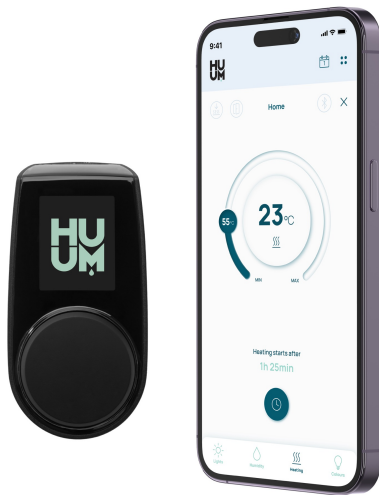 HU
UM
9:41
HU
UM
1
Home
23°C
55°C
MIN
MAX
Heating starts after
1h 25min
Lights
Humidity
Heating